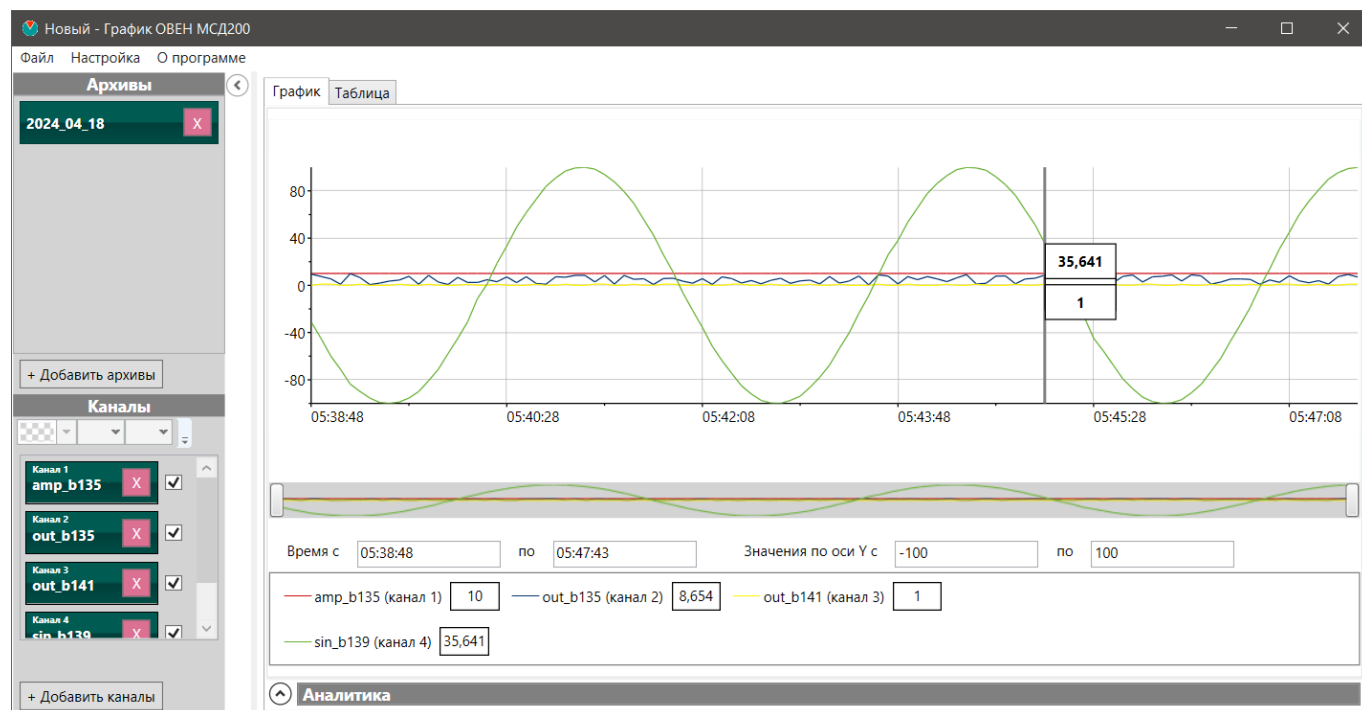 Новый - График ОВЕН МСД200
Файл Настройка О программе
Архивы
2024_04_18 X
+ Добавить архивы
Каналы
Канал 1
amp_b135 X
Канал 2
out_b135 X
Канал 3
out_b141 X
Канал 4
sin_b139 X
+ Добавить каналы
График Таблица
80
40
0
-40
-80
35,641
1
05:38:48 05:40:28 05:42:08 05:43:48 05:45:28 05:47:08
Время с 05:38:48 по 05:47:43 Значения по оси Y с -100 по 100
amp_b135 (канал 1) 10 out_b135 (канал 2) 8,654 out_b141 (канал 3) 1
sin_b139 (канал 4) 35,641
Аналитика